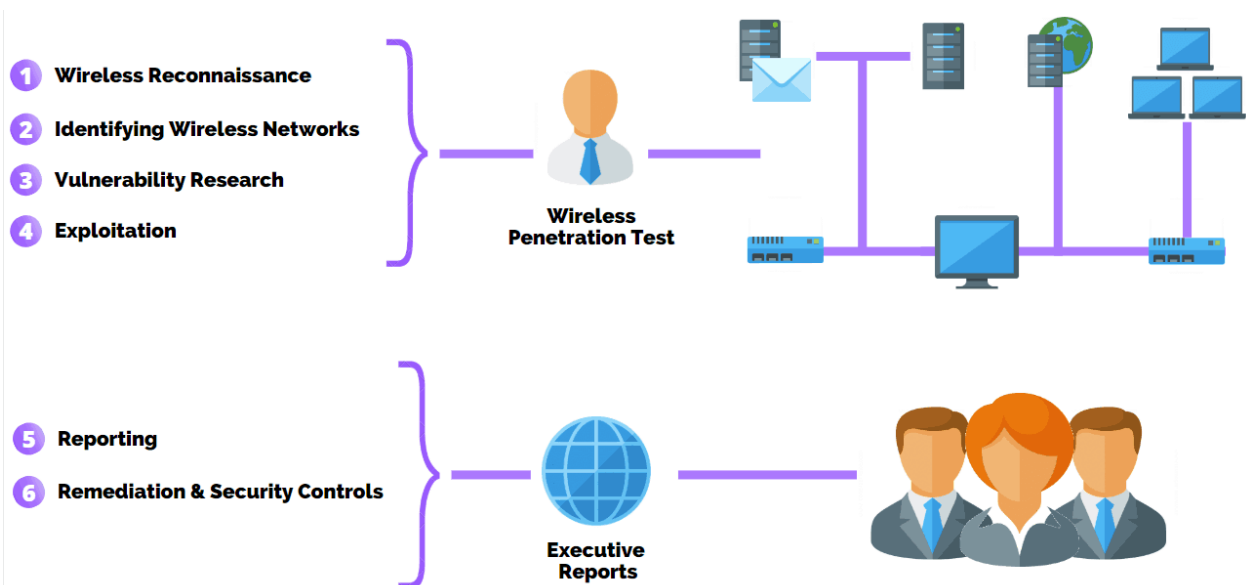 1 Wireless Reconnaissance
2 Identifying Wireless Networks
3 Vulnerability Research
4 Exploitation
Wireless
Penetration Test
5 Reporting
6 Remediation & Security Controls
Executive
Reports